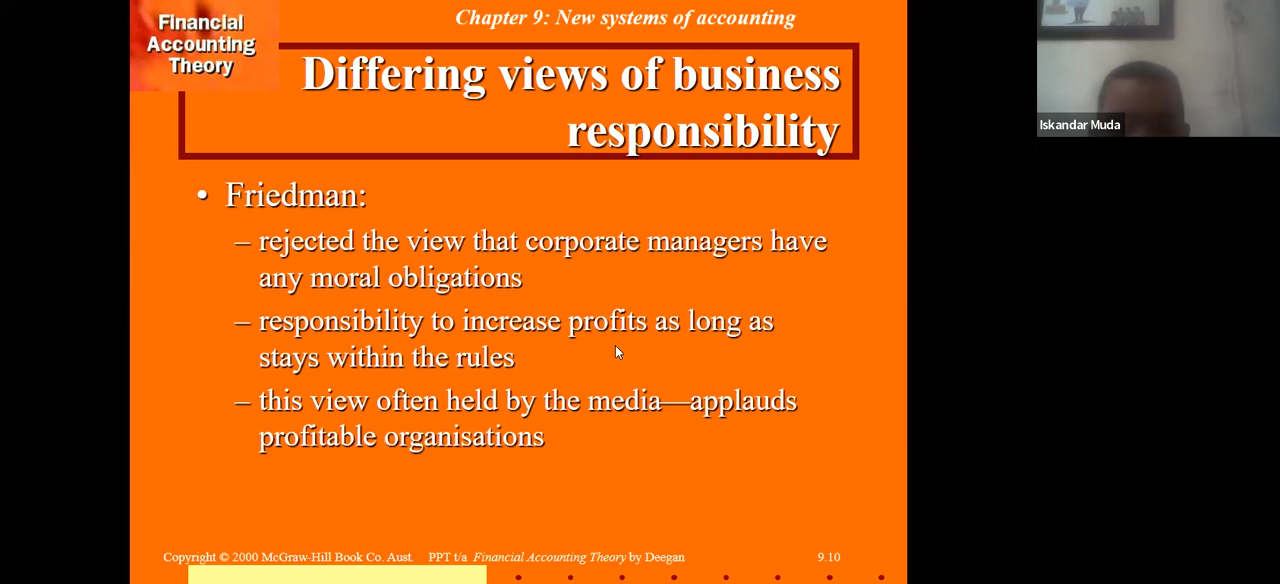 Financial
Accounting
Theory
Chapter 9: New systems of accounting
Differing views of business
responsibility
• Friedman:
– rejected the view that corporate managers have
any moral obligations
– responsibility to increase profits as long as
stays within the rules
– this view often held by the media—applauds
profitable organisations
Copyright © 2000 McGraw-Hill Book Co. Aust. PPT t/a Financial Accounting Theory by Deegan 9.10
Iskandar Muda